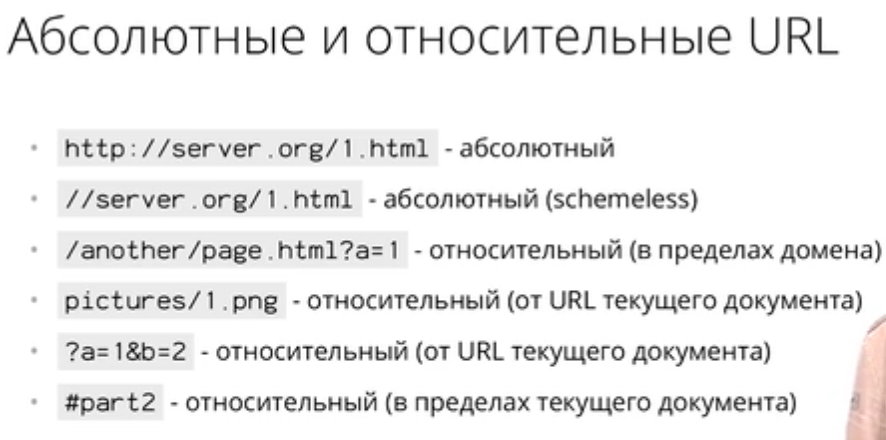 Абсолютные и относительные URL
• http://server.org/1.html - абсолютный
• //server.org/1.html - абсолютный (schemeless)
• /another/page.html?a=1 - относительный (в пределах домена)
• pictures/1.png - относительный (от URL текущего документа)
• ?a=1&b=2 - относительный (от URL текущего документа)
• #part2 - относительный (в пределах текущего документа)